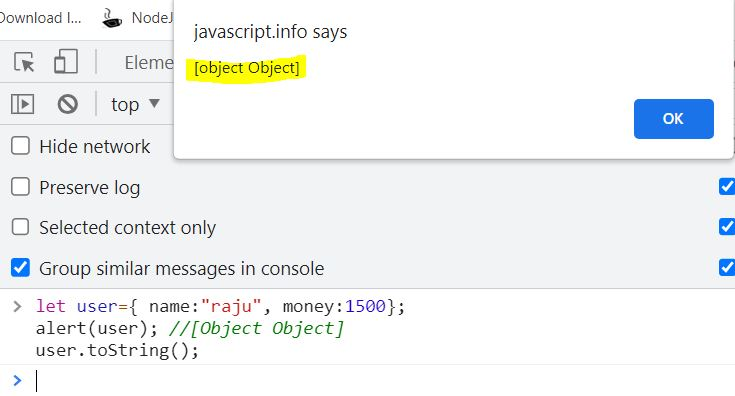 Download I...
NodeJ
javascript.info says
[object Object]
OK
Eleme
top
Hide network
Preserve log
Selected context only
Group similar messages in console
let user={ name:"raju", money:1500};
alert(user); //[Object Object]
user.toString();